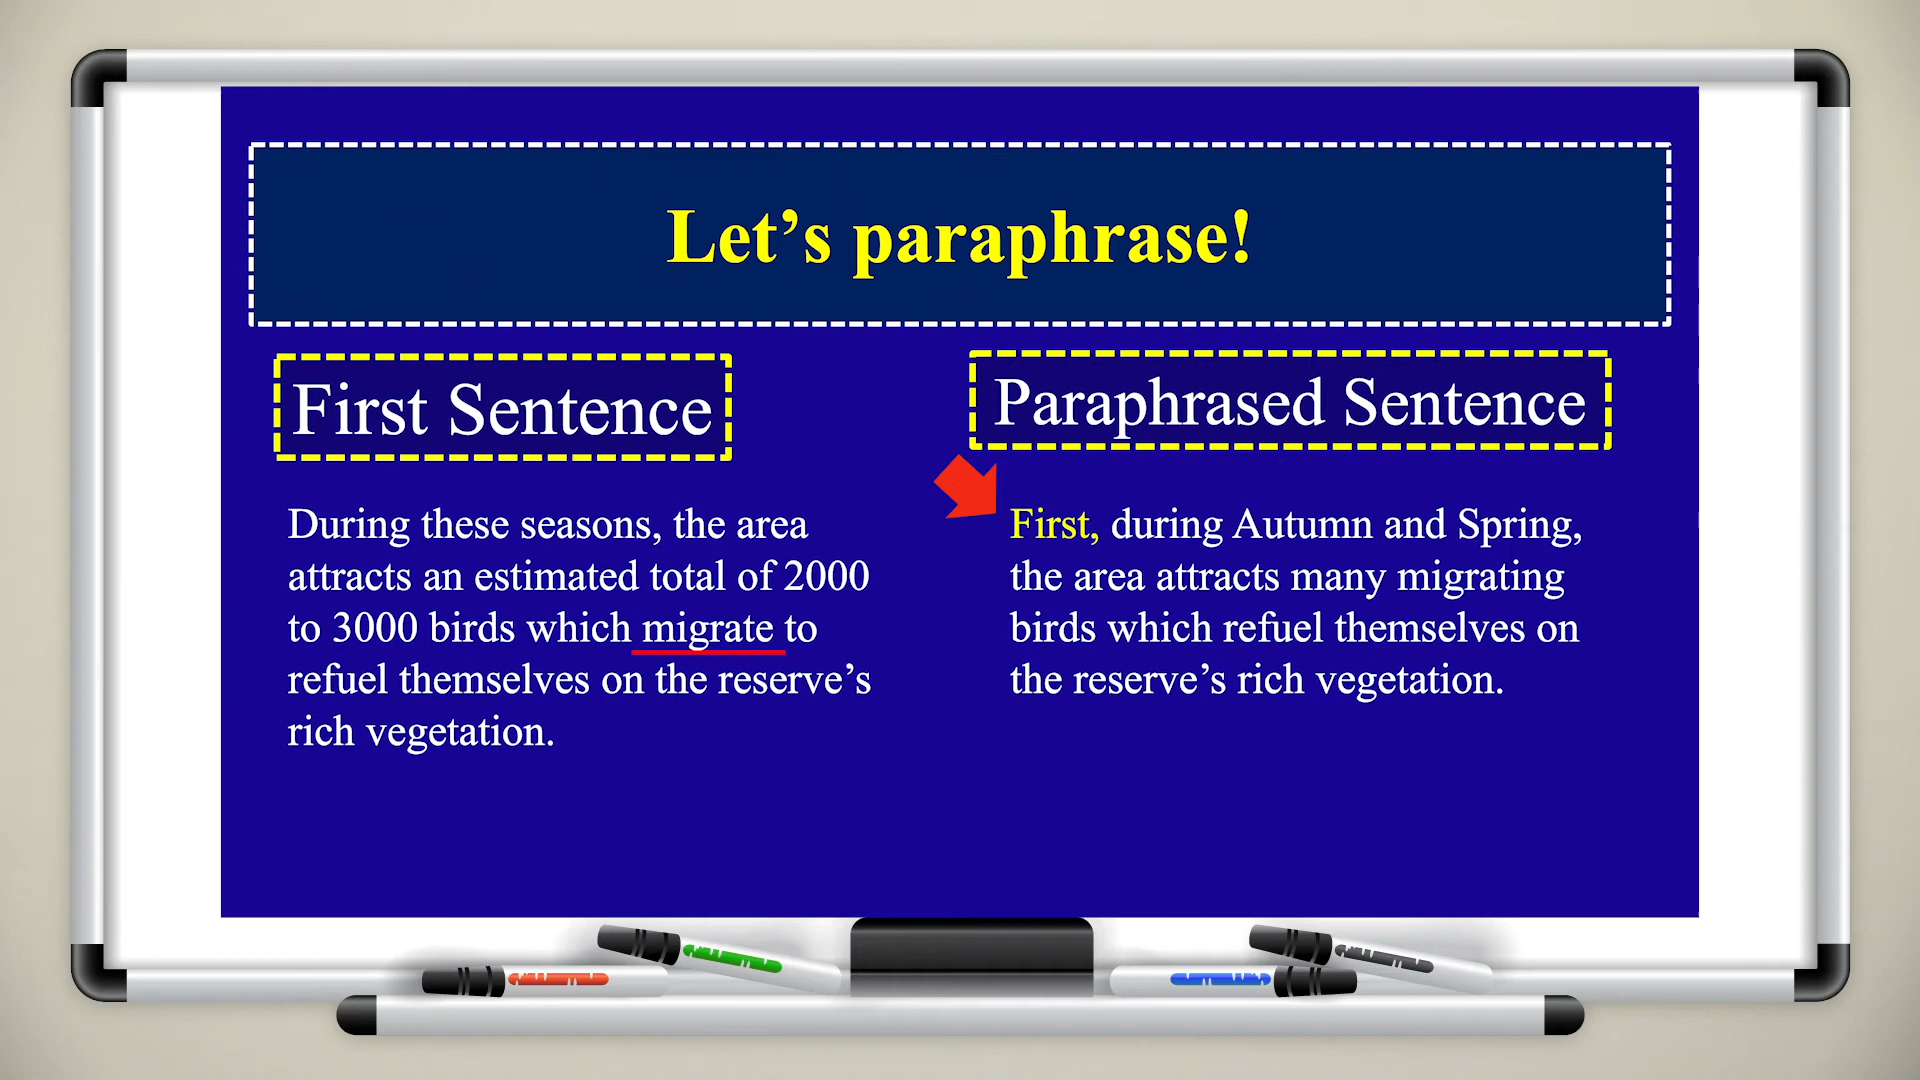 Let’s paraphrase!
First Sentence
During these seasons, the area
attracts an estimated total of 2000
to 3000 birds which migrate to
refuel themselves on the reserve’s
rich vegetation.
Paraphrased Sentence
First, during Autumn and Spring,
the area attracts many migrating
birds which refuel themselves on
the reserve’s rich vegetation.